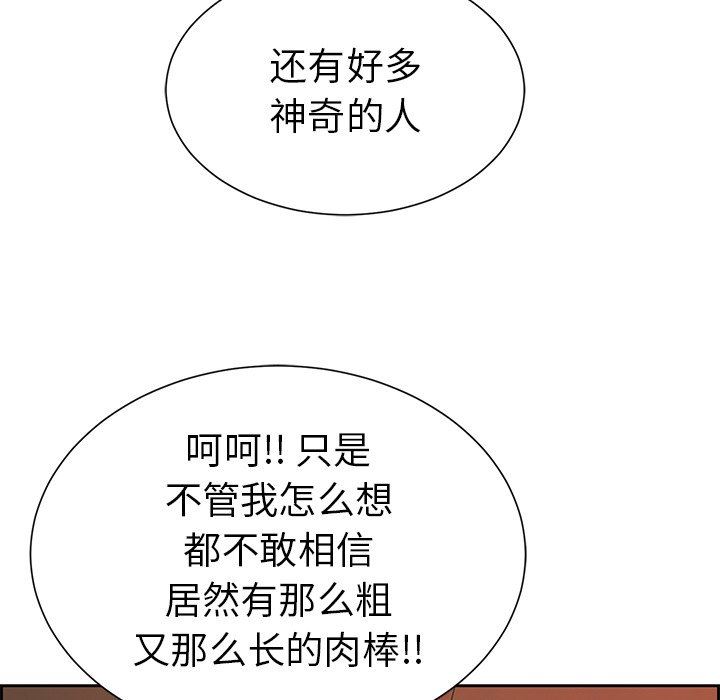 还有好多
神奇的人
呵呵!! 只是
不管我怎么想
都不敢相信
居然有那么粗
又那么长的肉棒!!